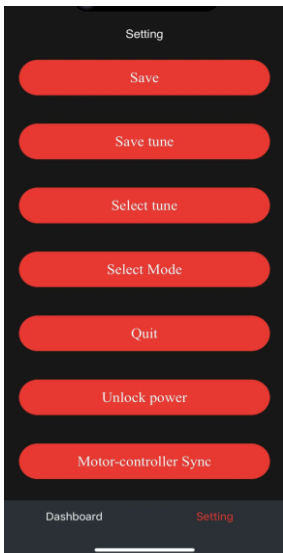 Setting
Save
Save tune
Select tune
Select Mode
Quit
Unlock power
Motor-controller Sync
Dashboard Setting